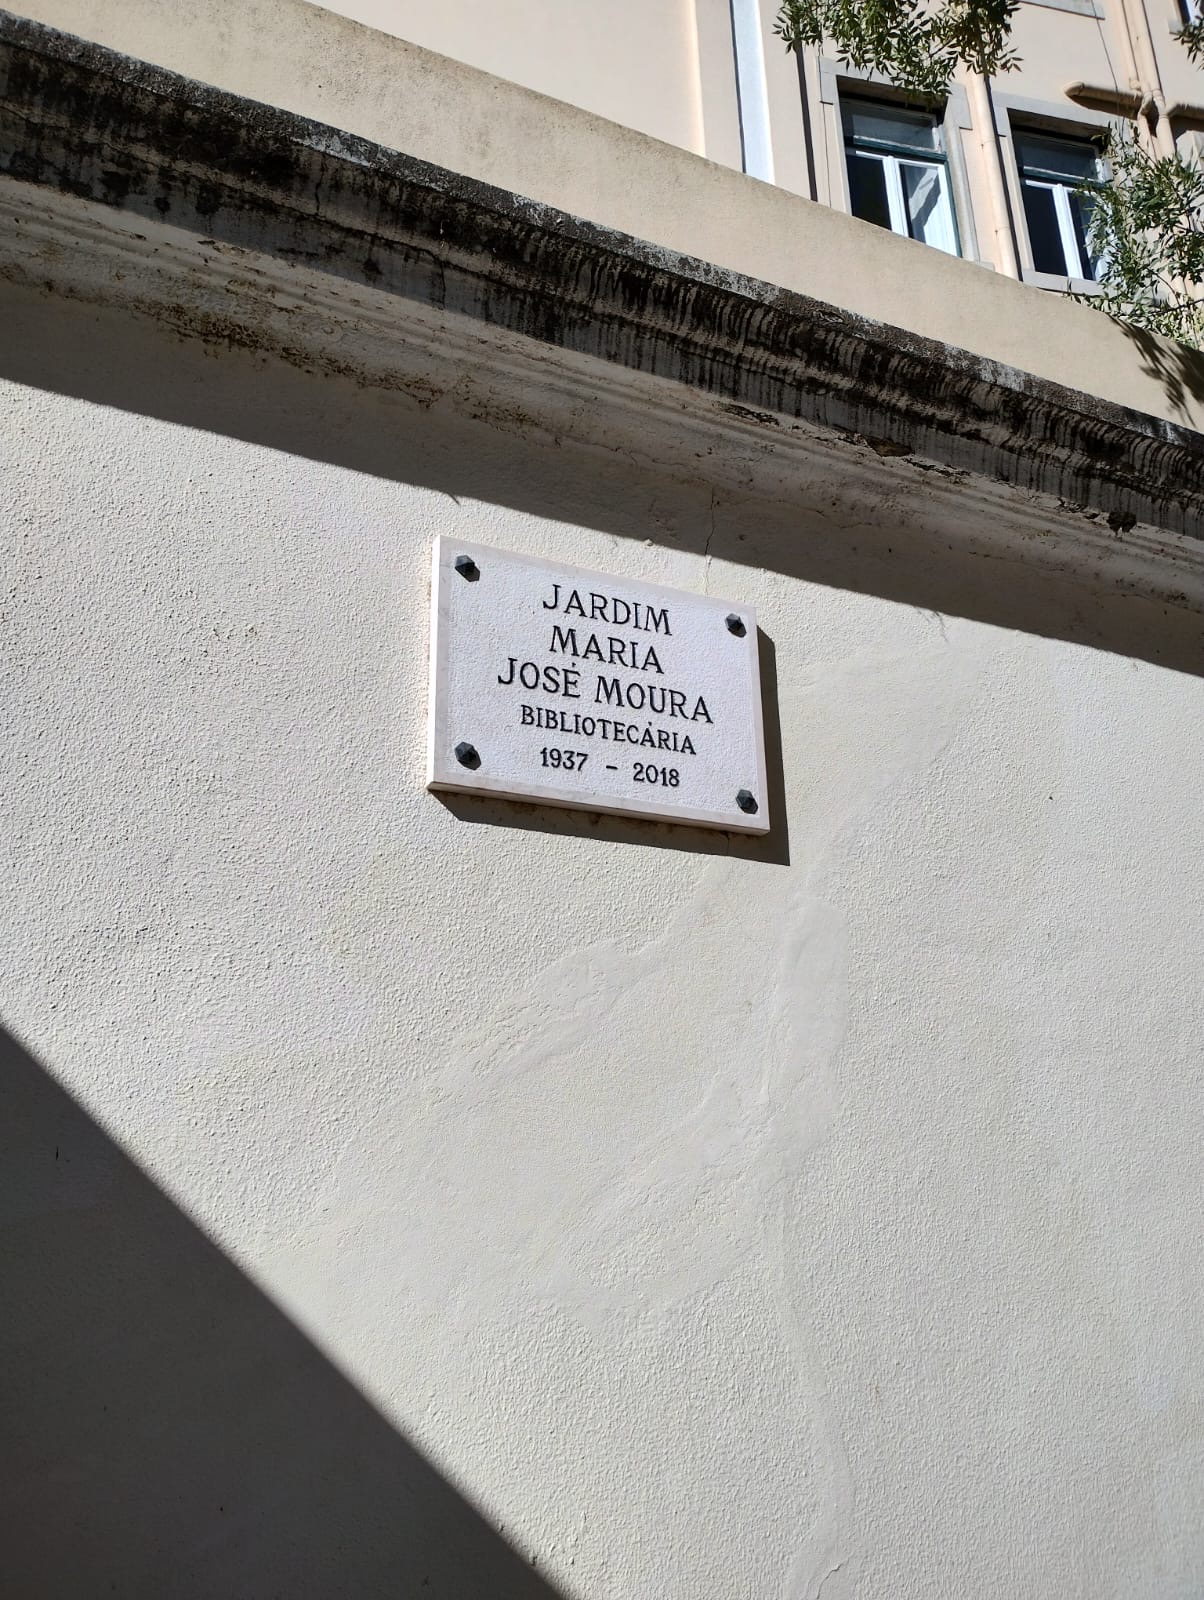 JARDIM
MARIA
JOSÉ MOURA
BIBLIOTECÁRIA
1937 - 2018